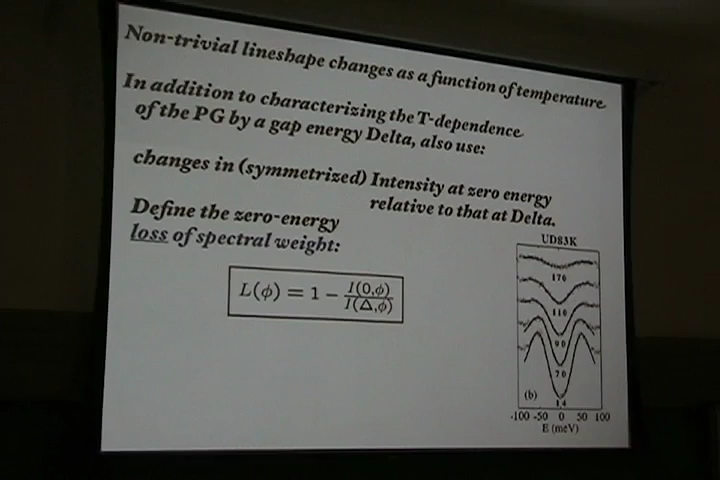 Non-trivial lineshape changes as a function of temperature
In addition to characterizing the T-dependence
of the PG by a gap energy Delta, also use:
changes in (symmetrized) Intensity at zero energy
relative to that at Delta.
Define the zero-energy
loss of spectral weight:
L(ϕ) = 1 − I(0,ϕ)/I(Δ,ϕ)
UD83K
170
110
90
70
14
(b)
-100 -50 0 50 100
E (meV)